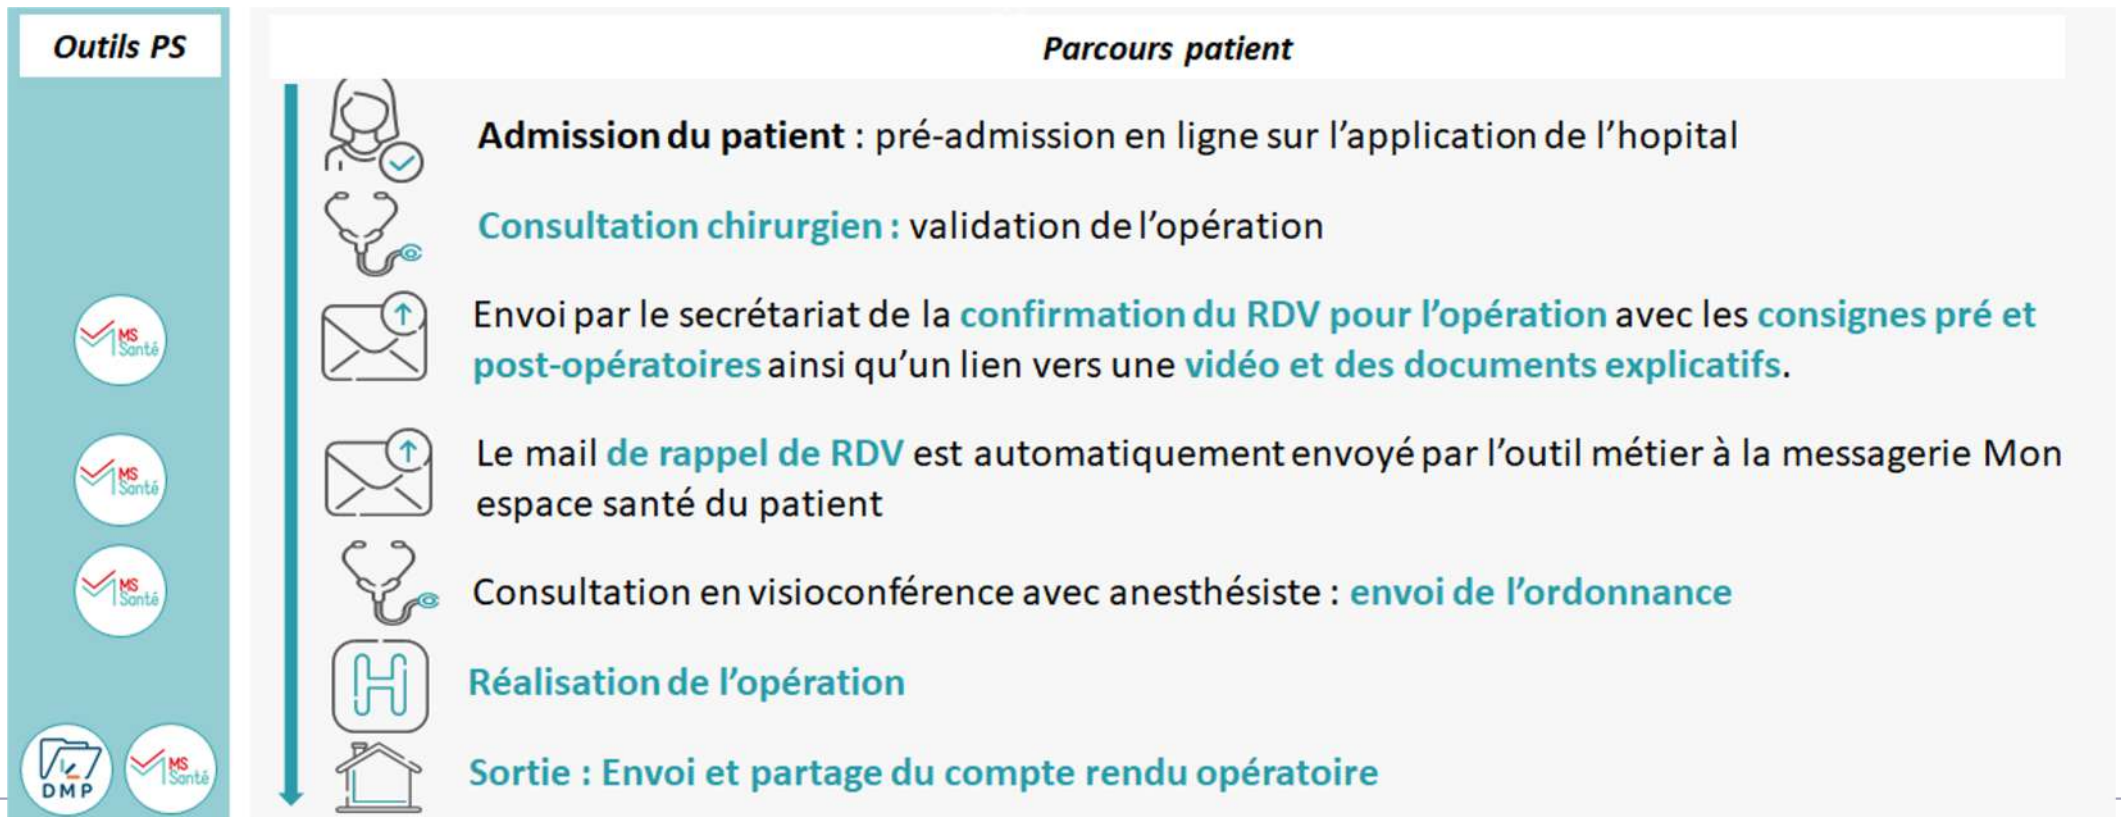 Outils PS
Parcours patient
Admission du patient : pré-admission en ligne sur l’application de l’hopital
Consultation chirurgien : validation de l’opération
MS
Santé
Envoi par le secrétariat de la confirmation du RDV pour l’opération avec les consignes pré et
post-opératoires ainsi qu’un lien vers une vidéo et des documents explicatifs.
MS
Santé
Le mail de rappel de RDV est automatiquement envoyé par l’outil métier à la messagerie Mon
espace santé du patient
MS
Santé
Consultation en visioconférence avec anesthésiste : envoi de l’ordonnance
Réalisation de l’opération
DMP
MS
Santé
Sortie : Envoi et partage du compte rendu opératoire